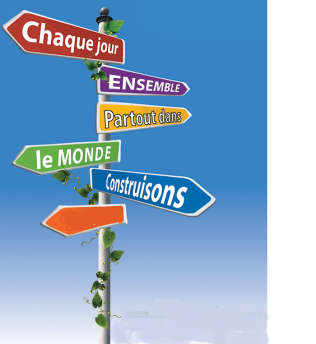 Chaque jour
ENSEMBLE
Partout dans
le MONDE
Construisons